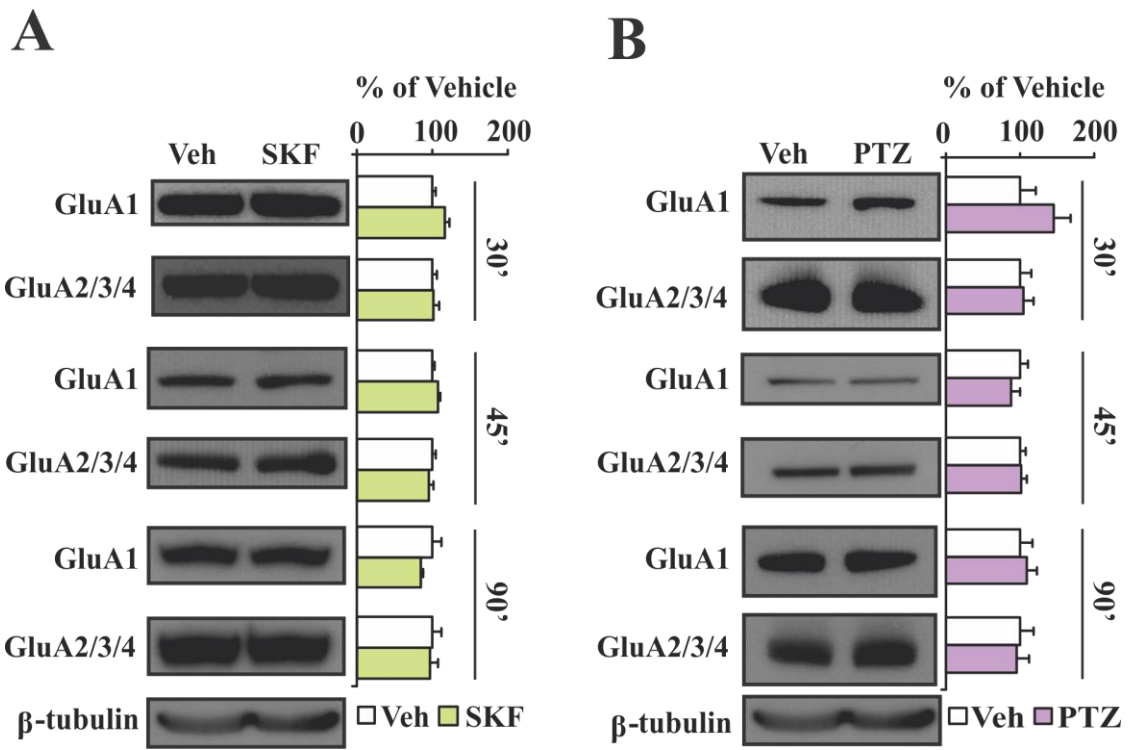 A
% of Vehicle
0 100 200
Veh SKF
GluA1
GluA2/3/4
30’
GluA1
GluA2/3/4
45’
GluA1
GluA2/3/4
90’
β-tubulin
Veh SKF
B
% of Vehicle
0 100 200
Veh PTZ
GluA1
GluA2/3/4
30’
GluA1
GluA2/3/4
45’
GluA1
GluA2/3/4
90’
β-tubulin
Veh PTZ